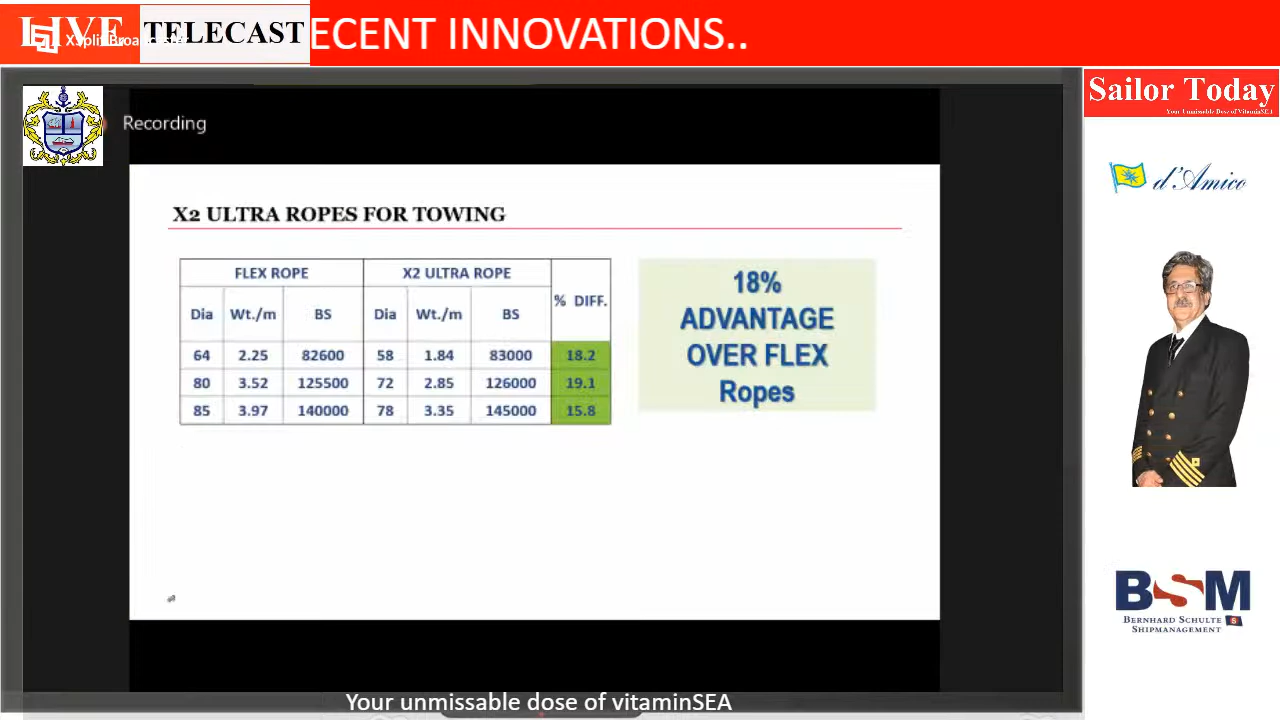 LIVE TELECAST
XSplit Broadcaster
ECENT INNOVATIONS..
Sailor Today
Your Unmissable Dose of VitaminSEA
Recording
d'Amico
X2 ULTRA ROPES FOR TOWING
FLEX ROPE X2 ULTRA ROPE % DIFF.
Dia Wt./m BS Dia Wt./m BS
64 2.25 82600 58 1.84 83000 18.2
80 3.52 125500 72 2.85 126000 19.1
85 3.97 140000 78 3.35 145000 15.8
18%
ADVANTAGE
OVER FLEX
Ropes
BSM
BERNHARD SCHULTE
SHIPMANAGEMENT
Your unmissable dose of vitaminSEA